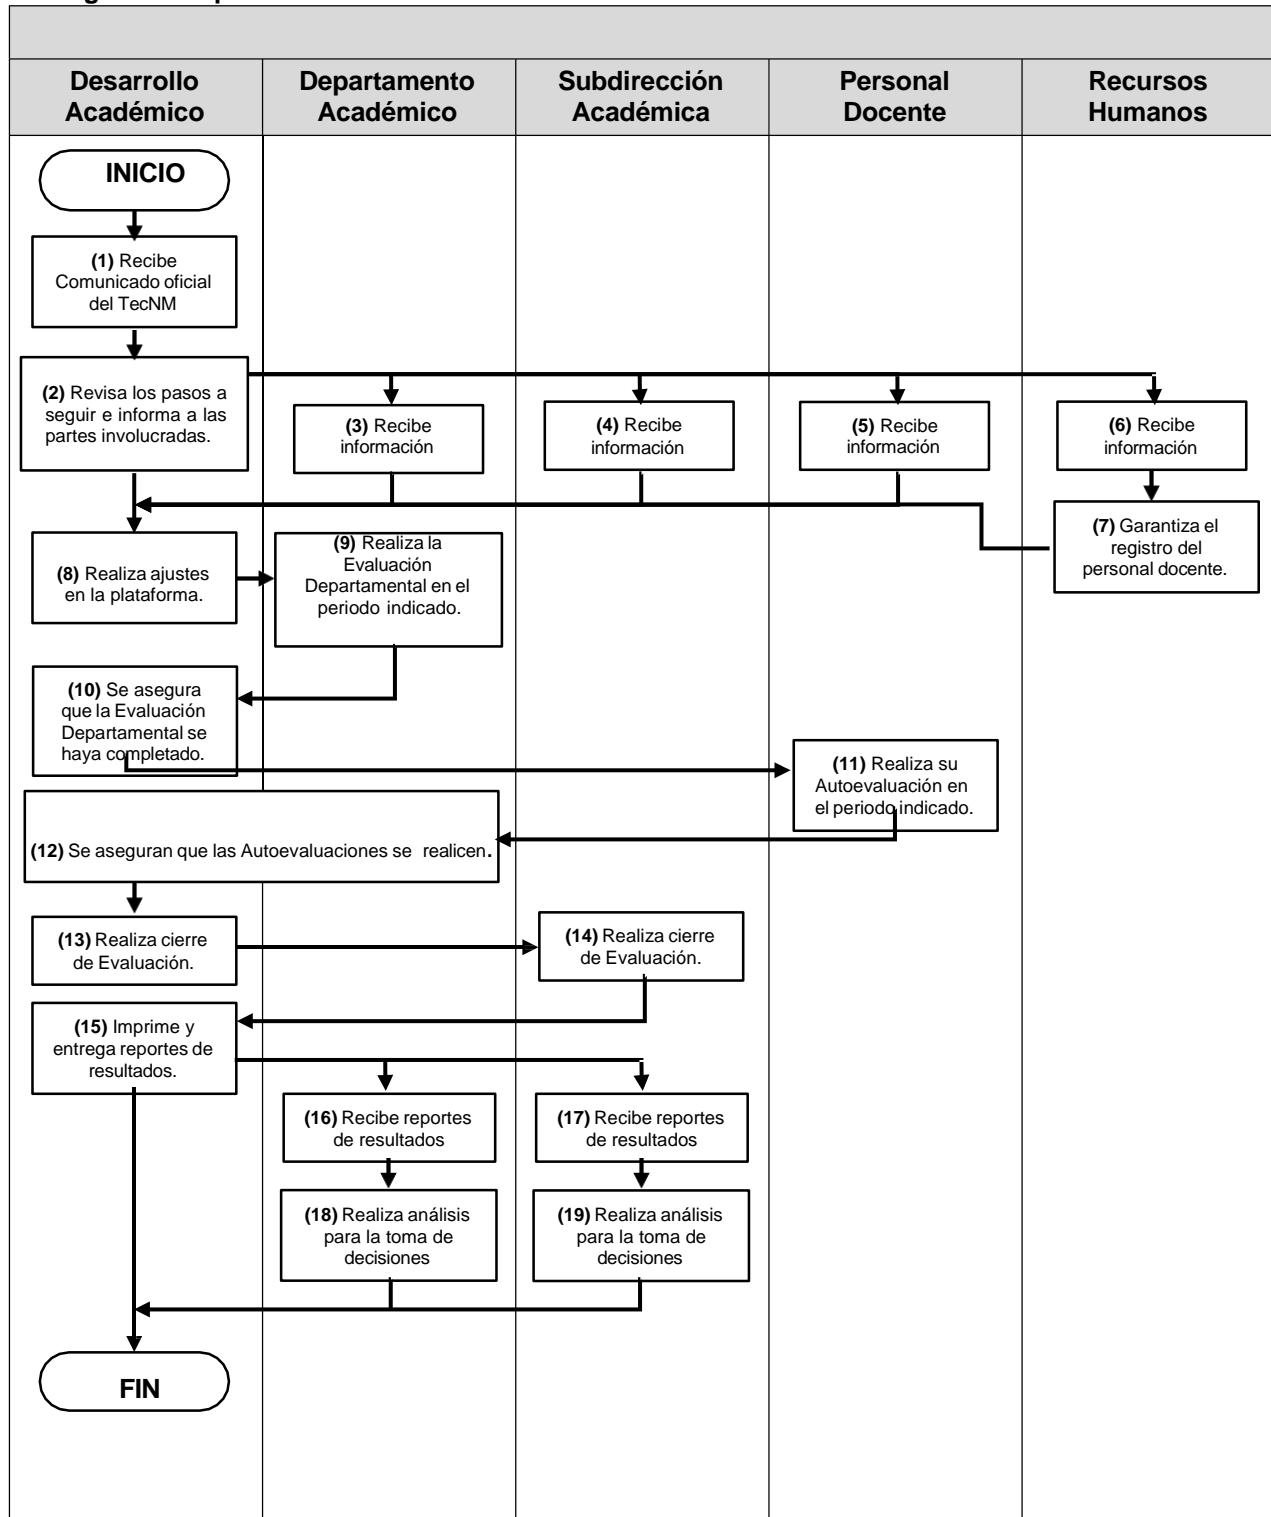 Desarrollo
Académico
Departamento
Académico
Subdirección
Académica
Personal
Docente
Recursos
Humanos
INICIO
(1) Recibe
Comunicado oficial
del TecNM
(2) Revisa los pasos a
seguir e informa a las
partes involucradas.
(3) Recibe
información
(4) Recibe
información
(5) Recibe
información
(6) Recibe
información
(7) Garantiza el
registro del
personal docente.
(8) Realiza ajustes
en la plataforma.
(9) Realiza la
Evaluación
Departamental en el
periodo indicado.
(10) Se asegura
que la Evaluación
Departamental se
haya completado.
(11) Realiza su
Autoevaluación en
el periodo indicado.
(12) Se aseguran que las Autoevaluaciones se realicen.
(13) Realiza cierre
de Evaluación.
(14) Realiza cierre
de Evaluación.
(15) Imprime y
entrega reportes de
resultados.
(16) Recibe reportes
de resultados
(17) Recibe reportes
de resultados
(18) Realiza análisis
para la toma de
decisiones
(19) Realiza análisis
para la toma de
decisiones
FIN